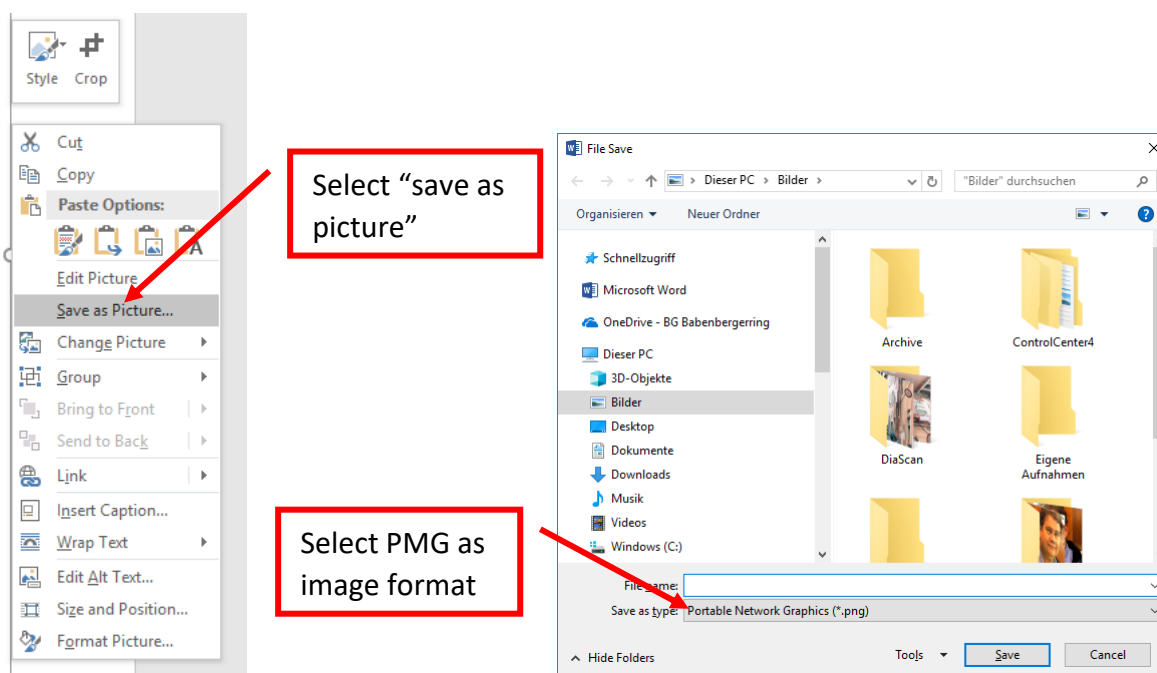 Style Crop
Cut
Copy
Paste Options:
Edit Picture
Save as Picture...
Change Picture
Group
Bring to Front
Send to Back
Link
Insert Caption...
Wrap Text
Edit Alt Text...
Size and Position...
Format Picture...
Select “save as
picture”
Select PMG as
image format
File Save
Dieser PC > Bilder >
"Bilder" durchsuchen
Organisieren
Neuer Ordner
Schnellzugriff
Microsoft Word
OneDrive - BG Babenbergerring
Dieser PC
3D-Objekte
Bilder
Desktop
Dokumente
Downloads
Musik
Videos
Windows (C:)
Archive
ControlCenter4
DiaScan
Eigene
Aufnahmen
File name:
Save as type: Portable Network Graphics (*.png)
Hide Folders
Tools
Save
Cancel